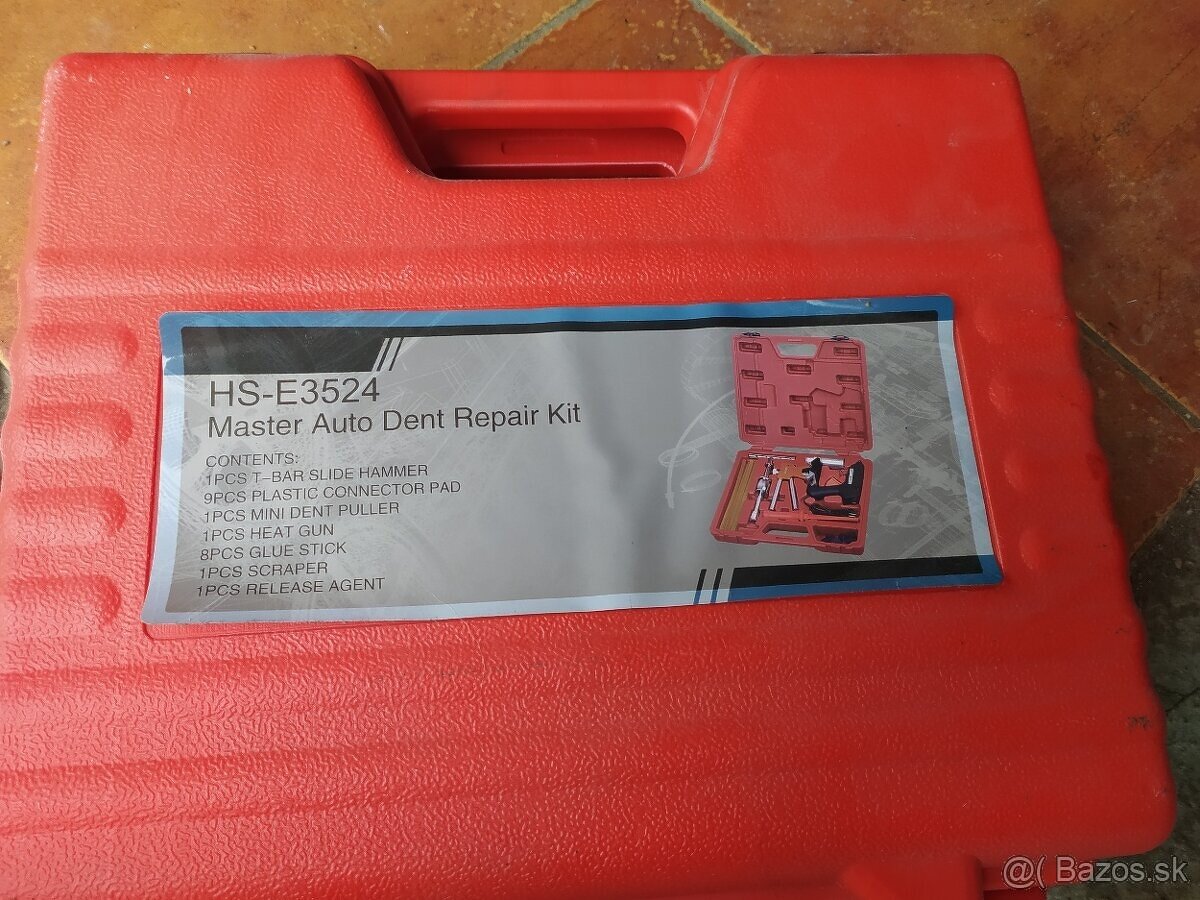 HS-E3524
Master Auto Dent Repair Kit
CONTENTS:
1PCS T-BAR SLIDE HAMMER
9PCS PLASTIC CONNECTOR PAD
1PCS MINI DENT PULLER
1PCS HEAT GUN
8PCS GLUE STICK
1PCS SCRAPER
1PCS RELEASE AGENT
@( Bazos.sk